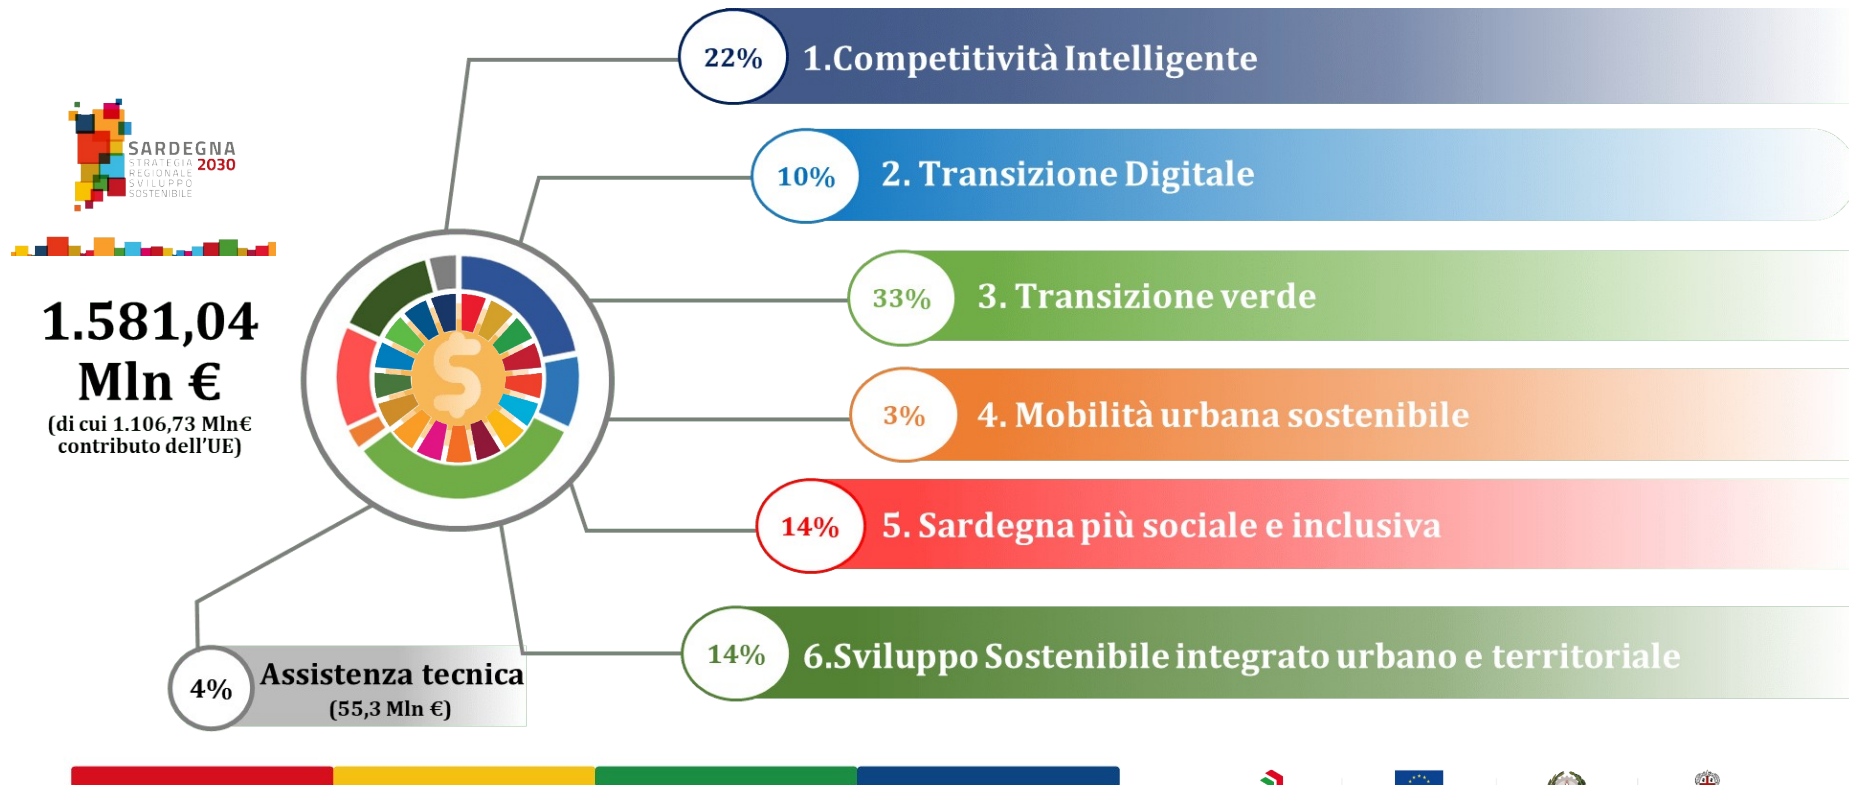 SARDEGNA
STRATEGIA 2030
REGIONALE
SVILUPPO
SOSTENIBILE
1.581,04
Mln €
(di cui 1.106,73 Mln€
contributo dell’UE)
22% 1.Competitività Intelligente
10% 2. Transizione Digitale
33% 3. Transizione verde
3% 4. Mobilità urbana sostenibile
14% 5. Sardegna più sociale e inclusiva
14% 6.Sviluppo Sostenibile integrato urbano e territoriale
4% Assistenza tecnica
(55,3 Mln €)